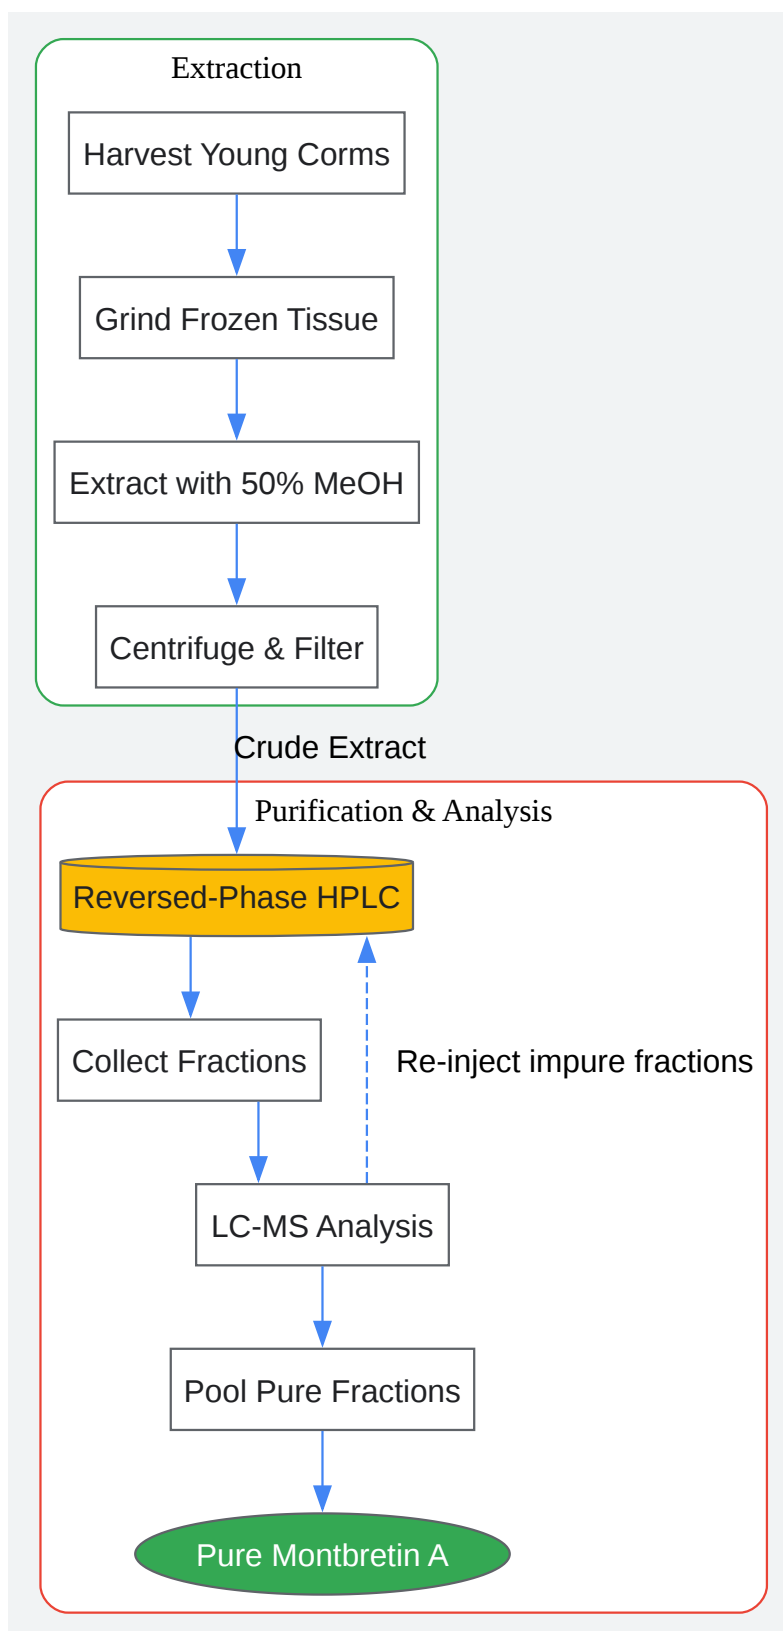 Extraction
Harvest Young Corms
Grind Frozen Tissue
Extract with 50% MeOH
Centrifuge & Filter
Crude Extract
Purification & Analysis
Reversed-Phase HPLC
Collect Fractions
Re-inject impure fractions
LC-MS Analysis
Pool Pure Fractions
Pure Montbretin A